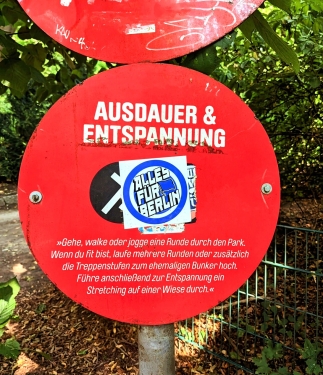 AUSDAUER &
ENTSPANNUNG
ALLES
FÜR
BERLIN
»Gehe, walke oder jogge eine Runde durch den Park.
Wenn du fit bist, laufe mehrere Runden oder zusätzlich
die Treppenstufen zum ehemaligen Bunker hoch.
Führe anschließend zur Entspannung ein
Stretching auf einer Wiese durch.«